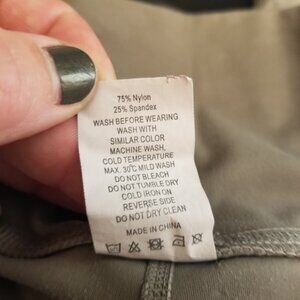 75% Nylon
25% Spandex
WASH BEFORE WEARING
WASH WITH
SIMILAR COLOR
MACHINE WASH,
COLD TEMPERATURE
MAX. 30℃ MILD WASH
DO NOT BLEACH
DO NOT TUMBLE DRY
COLD IRON ON
REVERSE SIDE
DO NOT DRY CLEAN
MADE IN CHINA